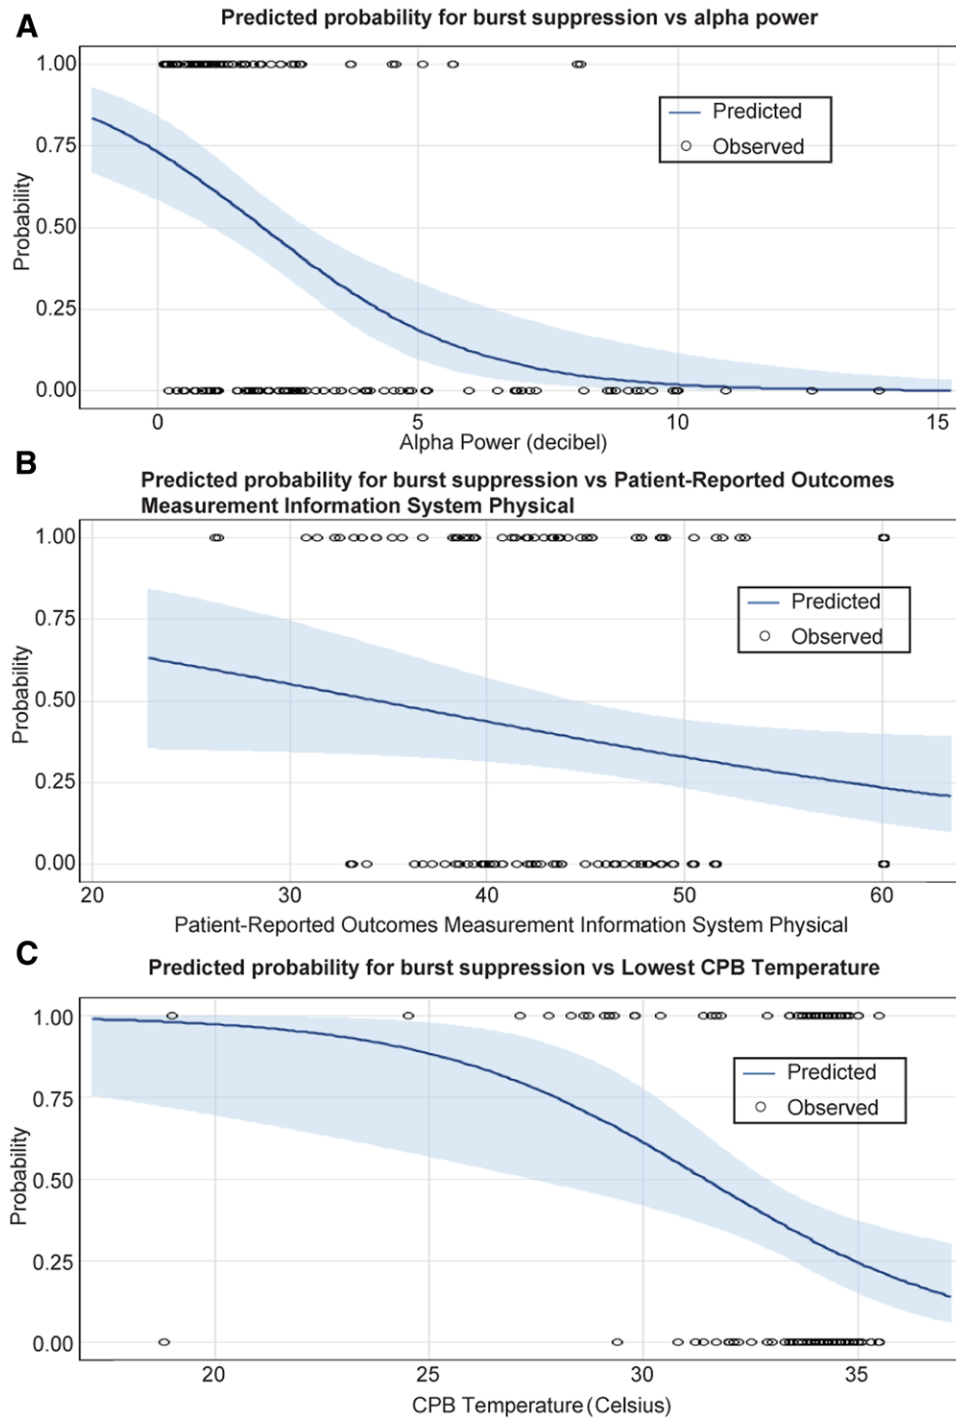 A
Predicted probability for burst suppression vs alpha power
1.00
0.75
0.50
0.25
0.00
Probability
Predicted
Observed
0 5 10 15
Alpha Power (decibel)
B
Predicted probability for burst suppression vs Patient-Reported Outcomes
Measurement Information System Physical
1.00
0.75
0.50
0.25
0.00
Probability
Predicted
Observed
20 30 40 50 60
Patient-Reported Outcomes Measurement Information System Physical
C
Predicted probability for burst suppression vs Lowest CPB Temperature
1.00
0.75
0.50
0.25
0.00
Probability
Predicted
Observed
20 25 30 35
CPB Temperature (Celsius)